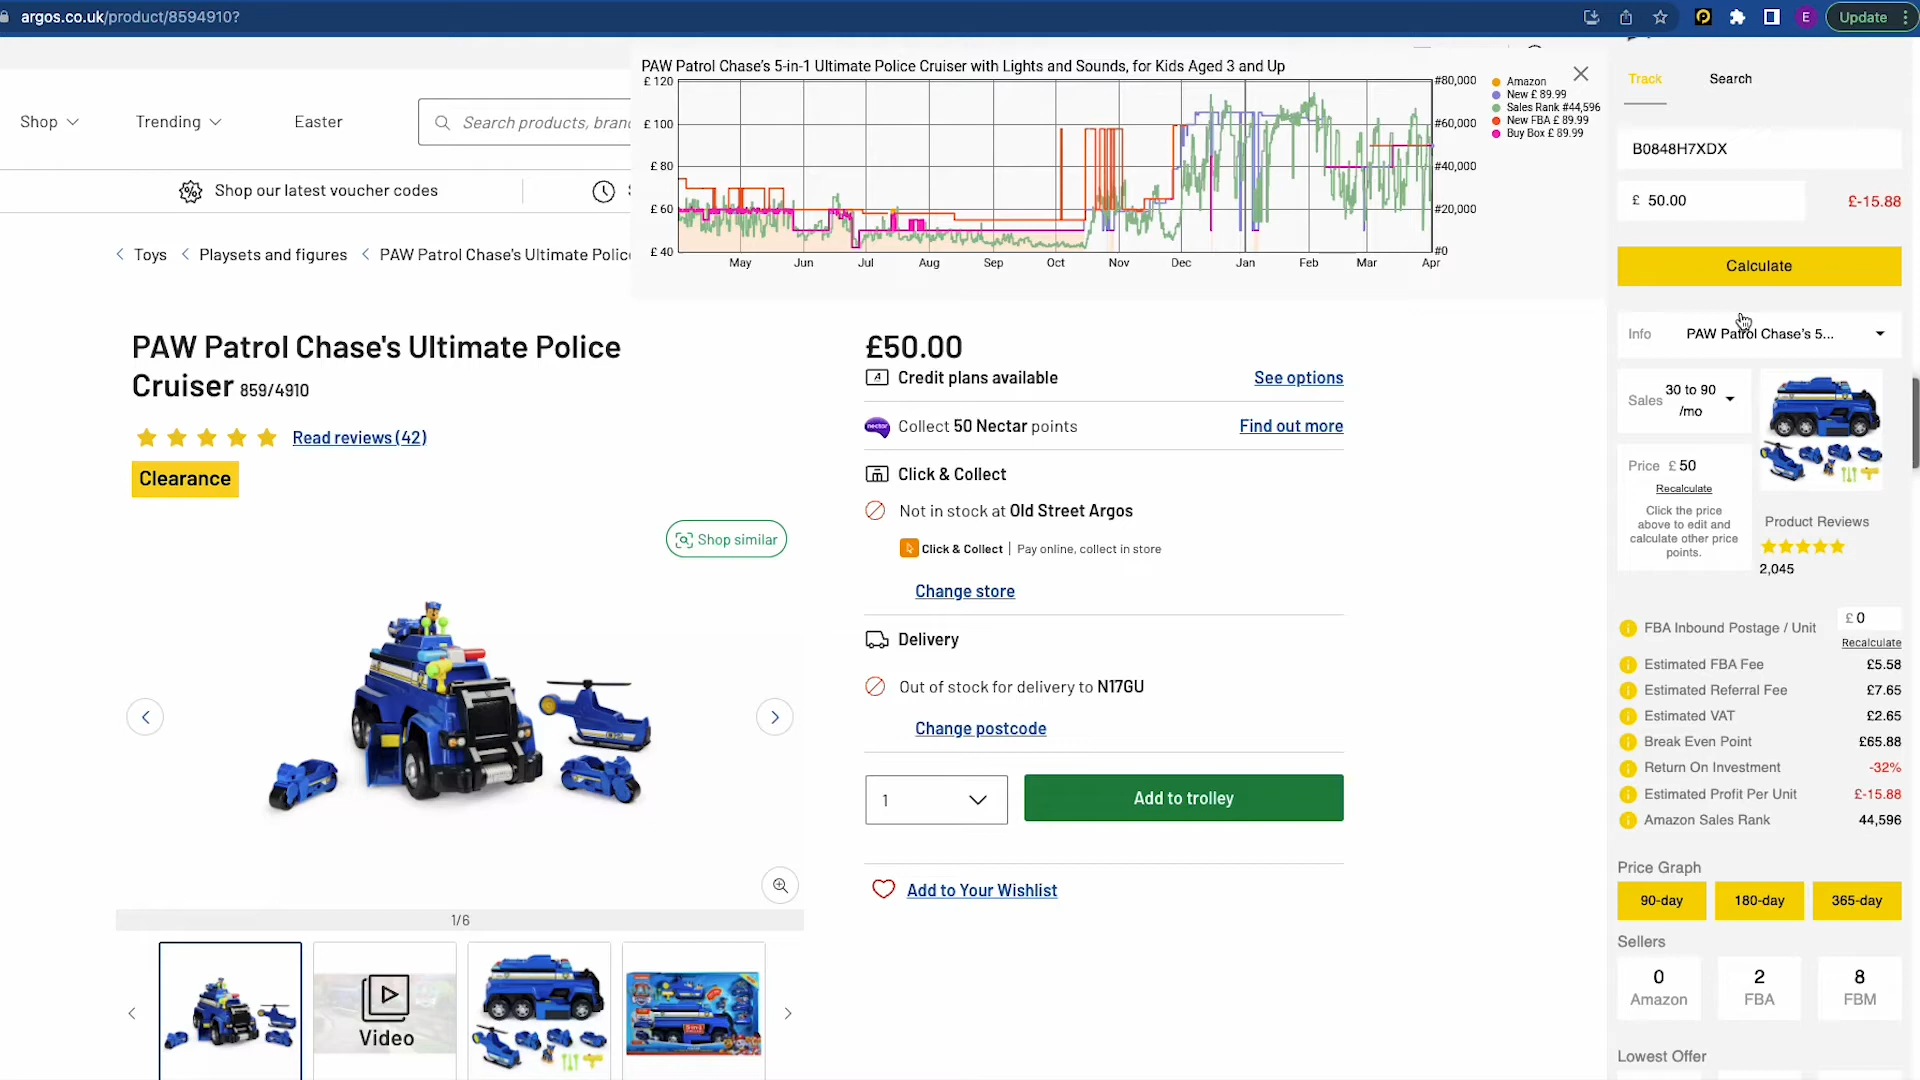 argos.co.uk/product/8594910?
E
Update
Shop
Trending
Easter
Search products, branc
Shop our latest voucher codes
PAW Patrol Chase's 5-in-1 Ultimate Police Cruiser with Lights and Sounds, for Kids Aged 3 and Up
£ 120
£ 100
£ 80
£ 60
£ 40
#80,000
#60,000
#40,000
#20,000
#0
May
Jun
Jul
Aug
Sep
Oct
Nov
Dec
Jan
Feb
Mar
Apr
Amazon
New £ 89.99
Sales Rank #44,596
New FBA £ 89.99
Buy Box £ 89.99
Toys
Playsets and figures
PAW Patrol Chase's Ultimate Polic
PAW Patrol Chase's Ultimate Police
Cruiser 859/4910
Read reviews (42)
Clearance
Shop similar
1/6
Video
£50.00
Credit plans available
See options
nectar
Collect 50 Nectar points
Find out more
Click & Collect
Not in stock at Old Street Argos
Click & Collect | Pay online, collect in store
Change store
Delivery
Out of stock for delivery to N17GU
Change postcode
1
Add to trolley
Add to Your Wishlist
Track
Search
B0848H7XDX
£ 50.00
£-15.88
Calculate
Info
PAW Patrol Chase's 5...
Sales
30 to 90
/mo
Price £ 50
Recalculate
Click the price
above to edit and
calculate other price
points.
Product Reviews
2,045
FBA Inbound Postage / Unit
£ 0
Recalculate
Estimated FBA Fee
£5.58
Estimated Referral Fee
£7.65
Estimated VAT
£2.65
Break Even Point
£65.88
Return On Investment
-32%
Estimated Profit Per Unit
£-15.88
Amazon Sales Rank
44,596
Price Graph
90-day
180-day
365-day
Sellers
0
Amazon
2
FBA
8
FBM
Lowest Offer